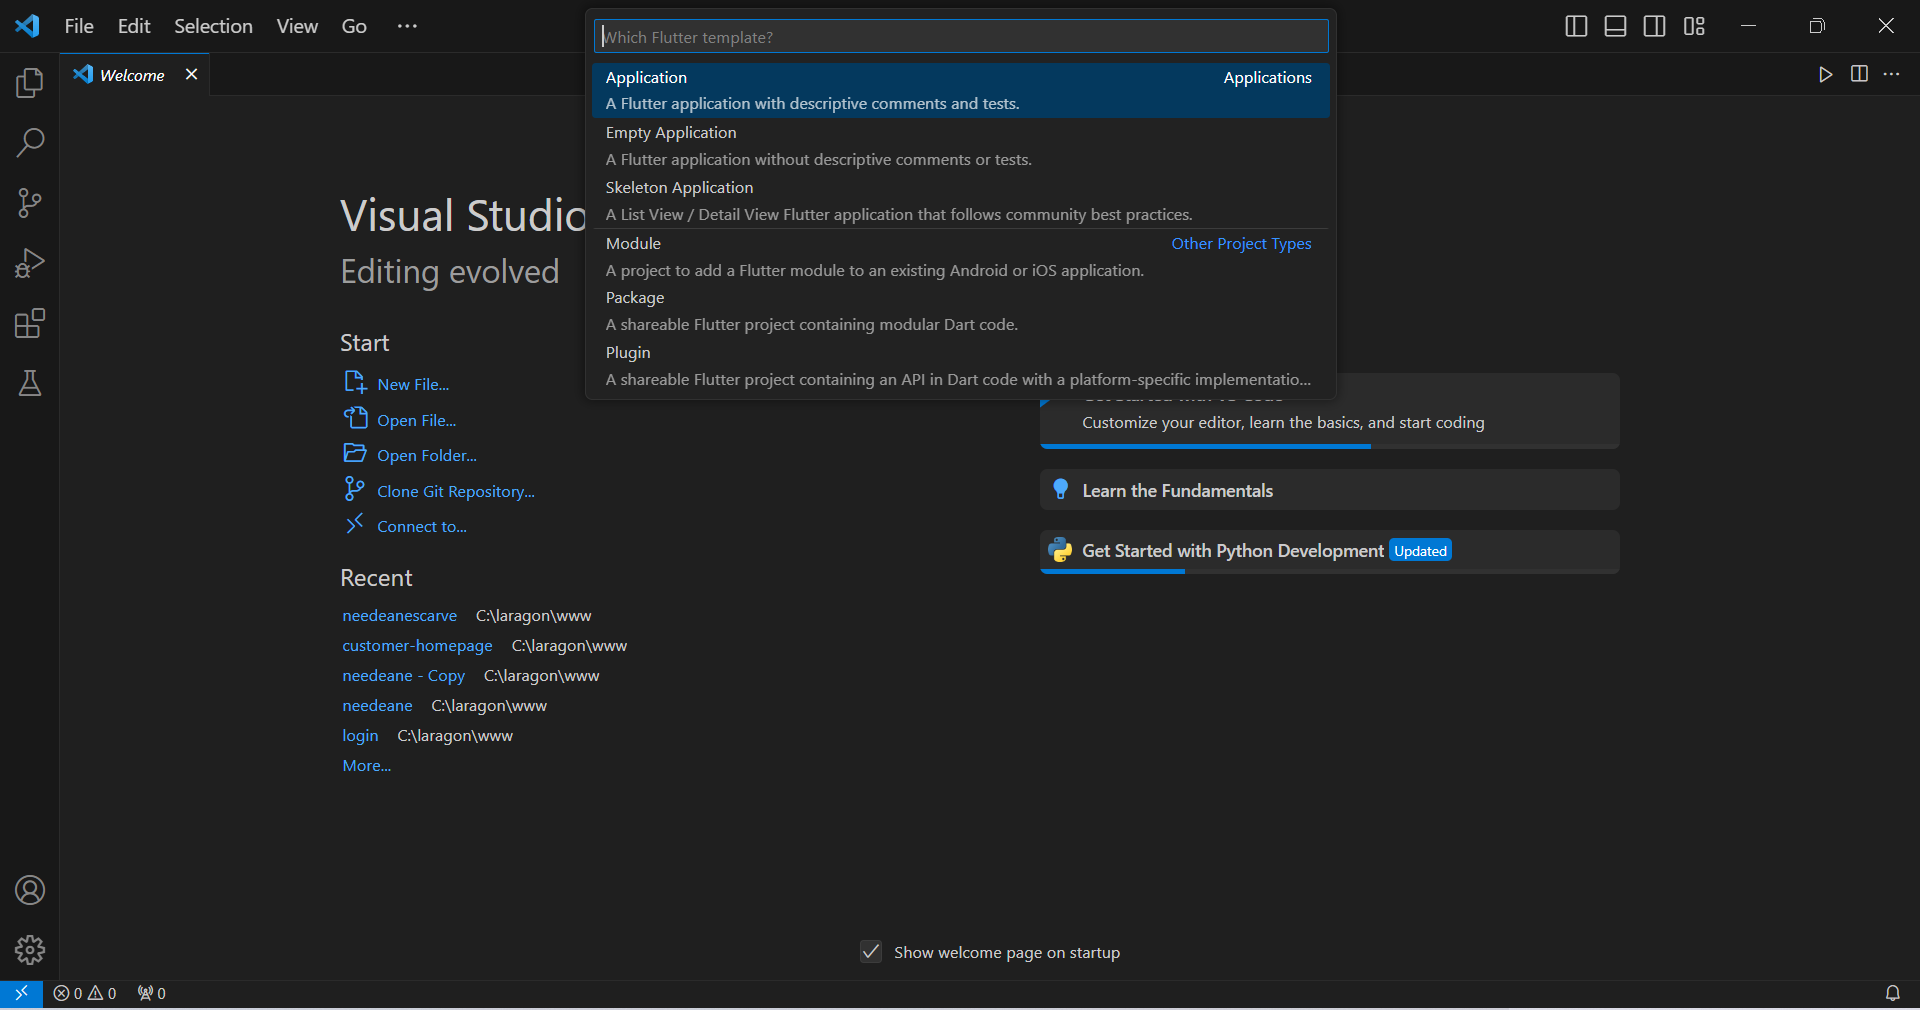 File Edit Selection View Go ···
Which Flutter template?
Welcome
Application Applications
A Flutter application with descriptive comments and tests.
Empty Application
A Flutter application without descriptive comments or tests.
Skeleton Application
A List View / Detail View Flutter application that follows community best practices.
Module Other Project Types
A project to add a Flutter module to an existing Android or iOS application.
Package
A shareable Flutter project containing modular Dart code.
Plugin
A shareable Flutter project containing an API in Dart code with a platform-specific implementatio...
Visual Studio
Editing evolved
Start
New File...
Open File...
Open Folder...
Clone Git Repository...
Connect to...
Recent
needeanescarve C:\laragon\www
customer-homepage C:\laragon\www
needeane - Copy C:\laragon\www
needeane C:\laragon\www
login C:\laragon\www
More...
Customize your editor, learn the basics, and start coding
Learn the Fundamentals
Get Started with Python Development Updated
Show welcome page on startup
0 0 0